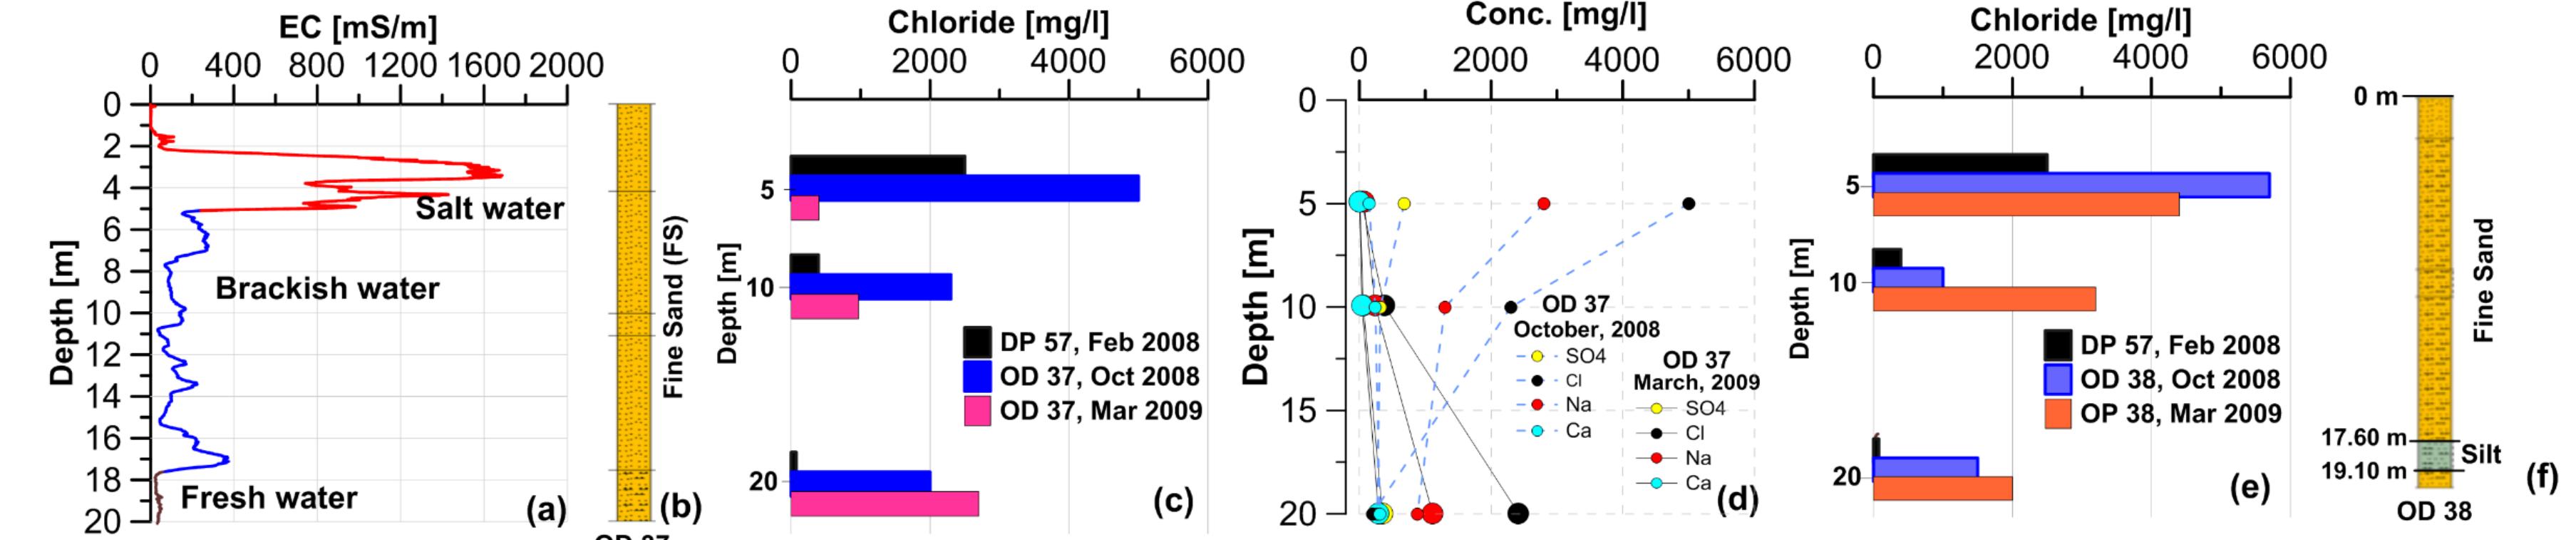 EC [mS/m]
0 400 800 1200 1600 2000
0
2
4
6
8
10
12
14
16
18
20
Depth [m]
Salt water
Brackish water
Fresh water
(a)
Fine Sand (FS)
(b)
Chloride [mg/l]
0 2000 4000 6000
5
10
20
Depth [m]
DP 57, Feb 2008
OD 37, Oct 2008
OD 37, Mar 2009
(c)
Conc. [mg/l]
0 2000 4000 6000
0
5
10
15
20
Depth [m]
OD 37
October, 2008
SO4
Cl
Na
Ca
OD 37
March, 2009
SO4
Cl
Na
Ca
(d)
Chloride [mg/l]
0 2000 4000 6000
5
10
20
Depth [m]
DP 57, Feb 2008
OD 38, Oct 2008
OP 38, Mar 2009
(e)
0 m
Fine Sand
17.60 m
Silt
19.10 m
OD 38
(f)